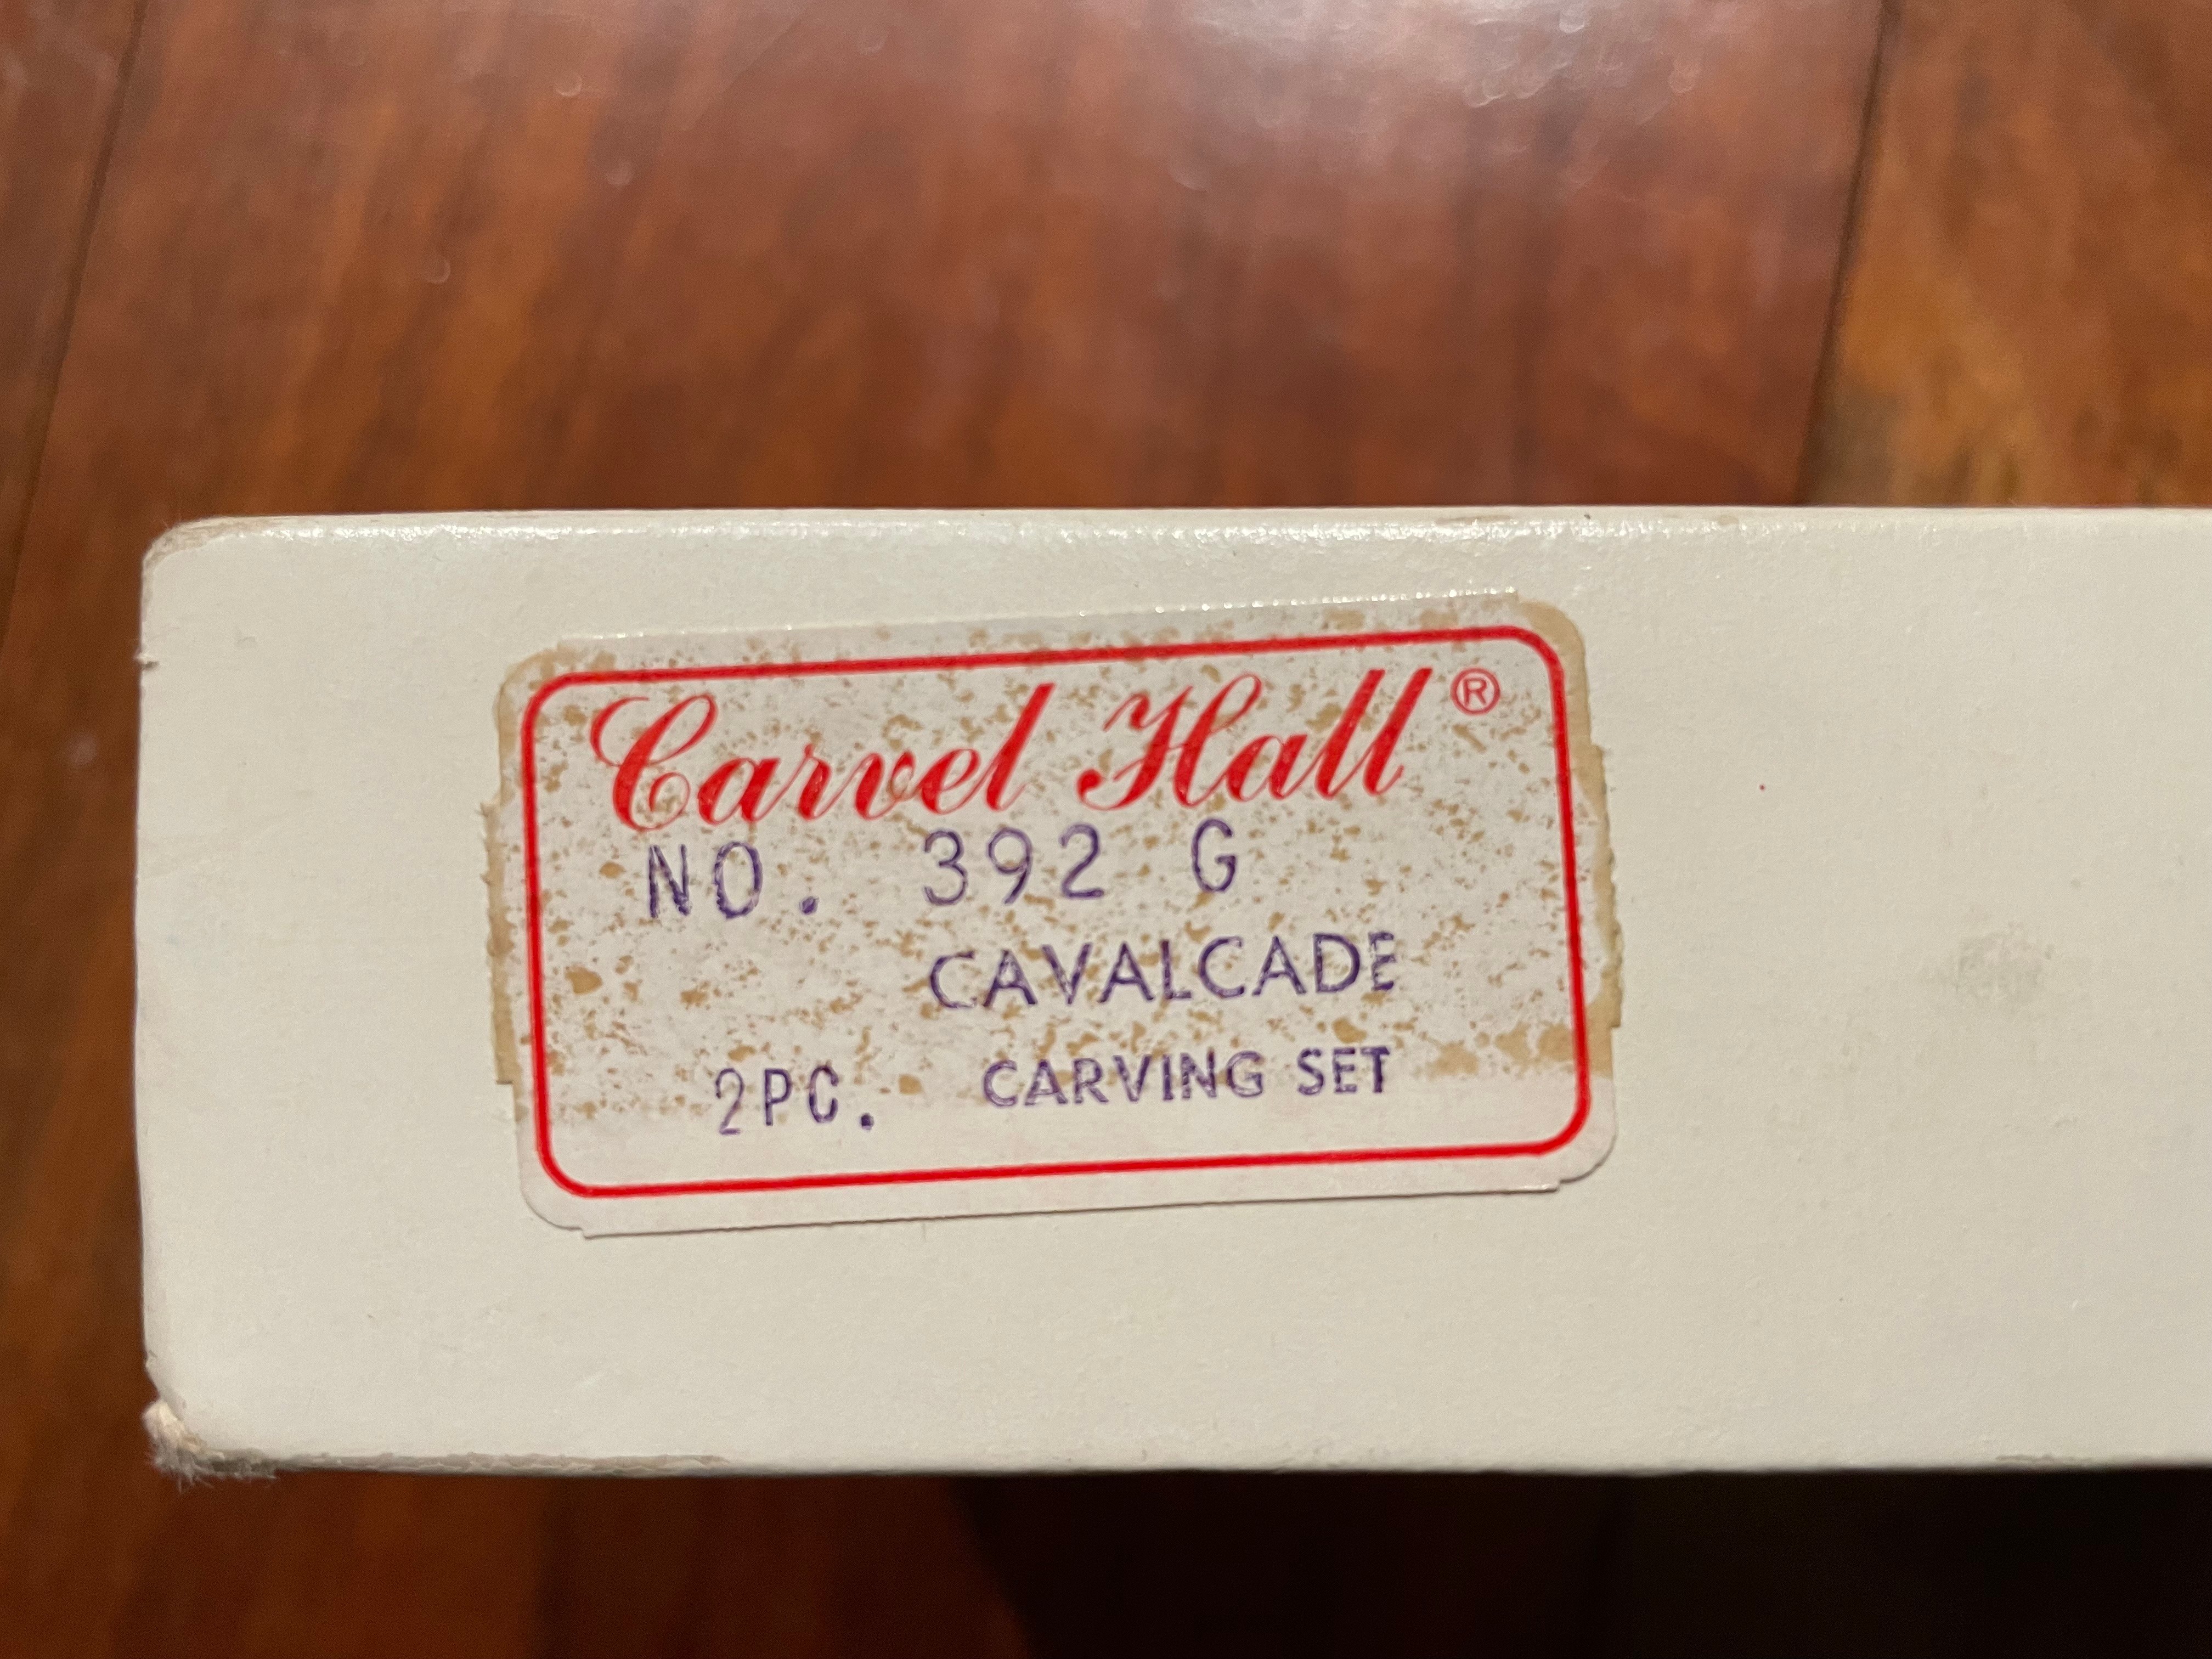 Carvel Hall ®
NO. 392 G
CAVALCADE
2PC. CARVING SET